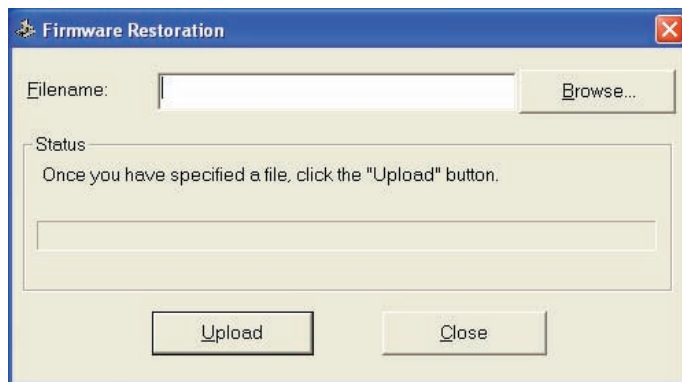 Firmware Restoration
Filename:
Browse...
Status
Once you have specified a file, click the "Upload" button.
Upload
Close